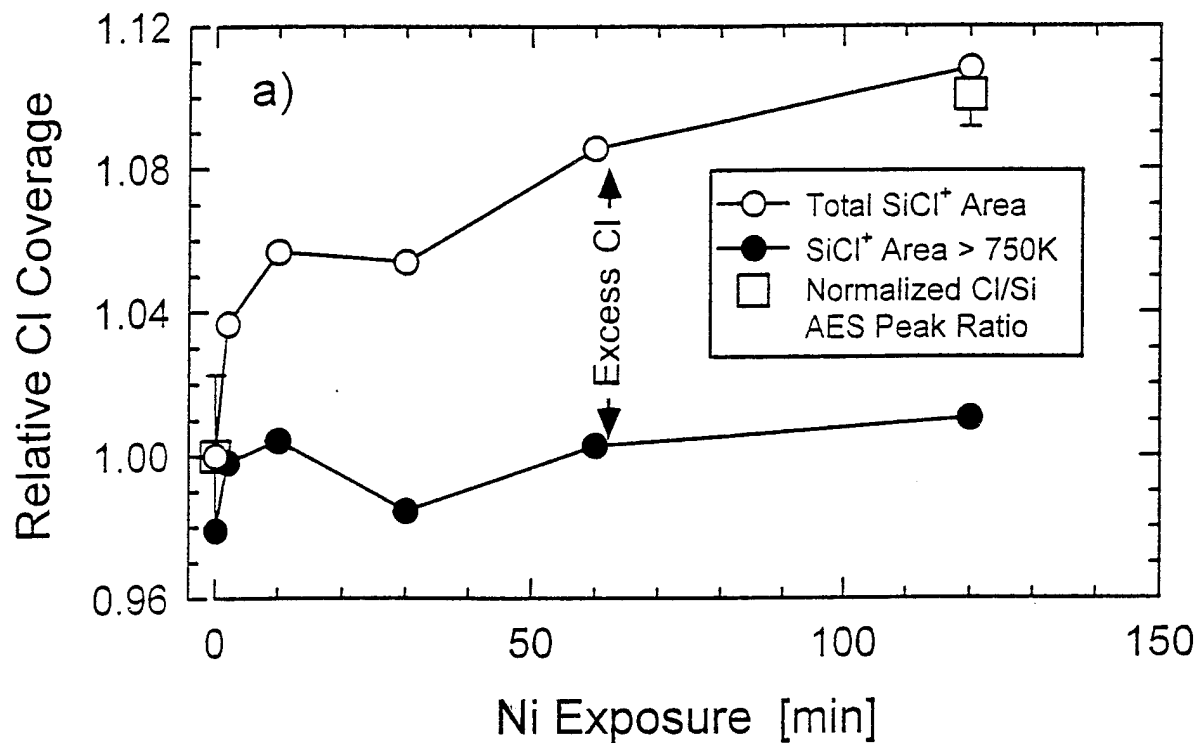 1.12
1.08
1.04
1.00
0.96
Relative Cl Coverage
a)
Excess Cl
Total SiCl⁺ Area
SiCl⁺ Area > 750K
Normalized Cl/Si
AES Peak Ratio
0 50 100 150
Ni Exposure [min]